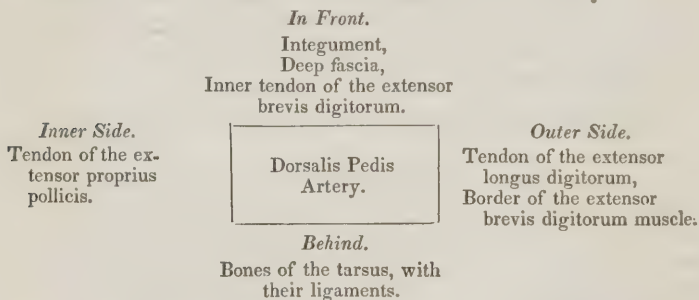 In Front.
Integument,
Deep fascia,
Inner tendon of the extensor
brevis digitorum.
Inner Side.
Tendon of the ex-
tensor proprius
pollicis.
Dorsalis Pedis
Artery.
Outer Side.
Tendon of the extensor
longus digitorum,
Border of the extensor
brevis digitorum muscle.
Behind.
Bones of the tarsus, with
their ligaments.